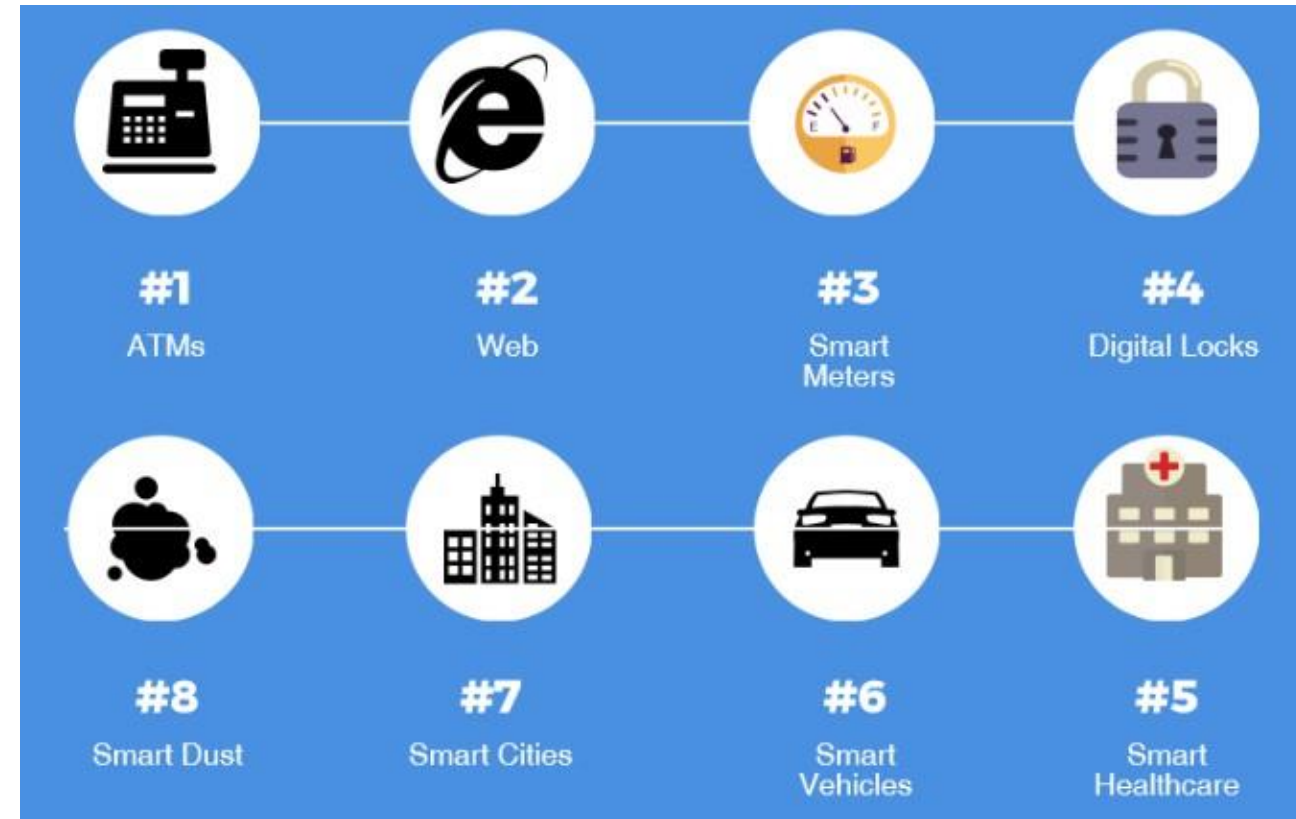 #1
ATMs
#2
Web
#3
Smart
Meters
E F
#4
Digital Locks
#8
Smart Dust
#7
Smart Cities
#6
Smart
Vehicles
#5
Smart
Healthcare